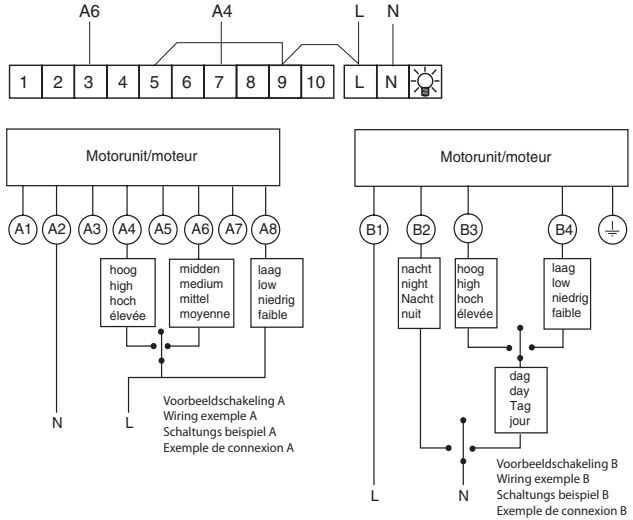 A6 A4 L N
1 2 3 4 5 6 7 8 9 10 L N
Motorunit/moteur
A1 A2 A3 A4 A5 A6 A7 A8
hoog
high
hoch
élevée
midden
medium
mittel
moyenne
laag
low
niedrig
faible
N
L
Voorbeeldschakeling A
Wiring exemple A
Schaltungs beispiel A
Exemple de connexion A
Motorunit/moteur
B1 B2 B3 B4
nacht
night
Nacht
nuit
hoog
high
hoch
élevée
laag
low
niedrig
faible
dag
day
Tag
jour
L
N
Voorbeeldschakeling B
Wiring exemple B
Schaltungs beispiel B
Exemple de connexion B